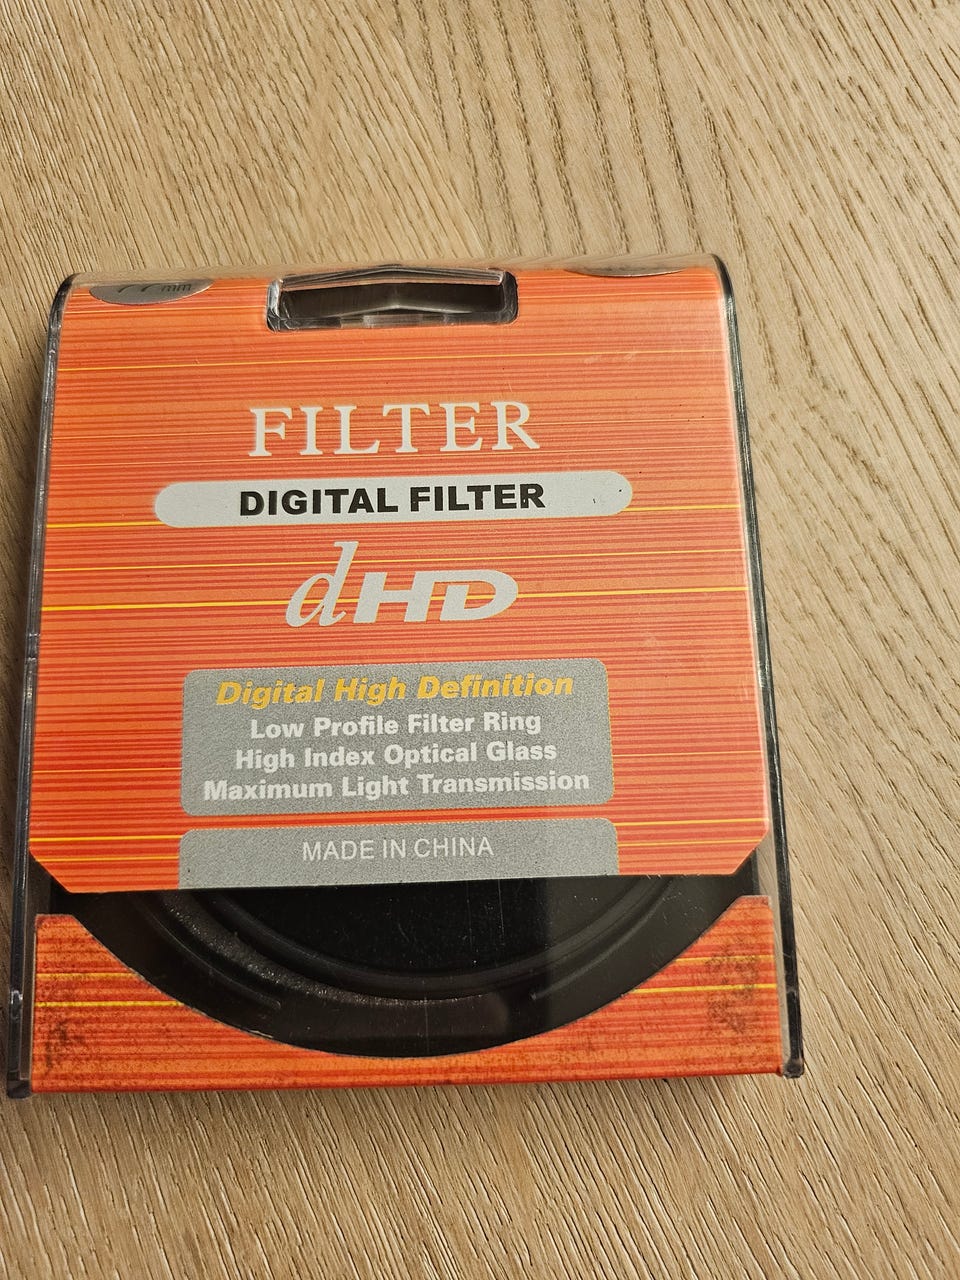 77mm
FILTER
DIGITAL FILTER
dHD
Digital High Definition
Low Profile Filter Ring
High Index Optical Glass
Maximum Light Transmission
MADE IN CHINA